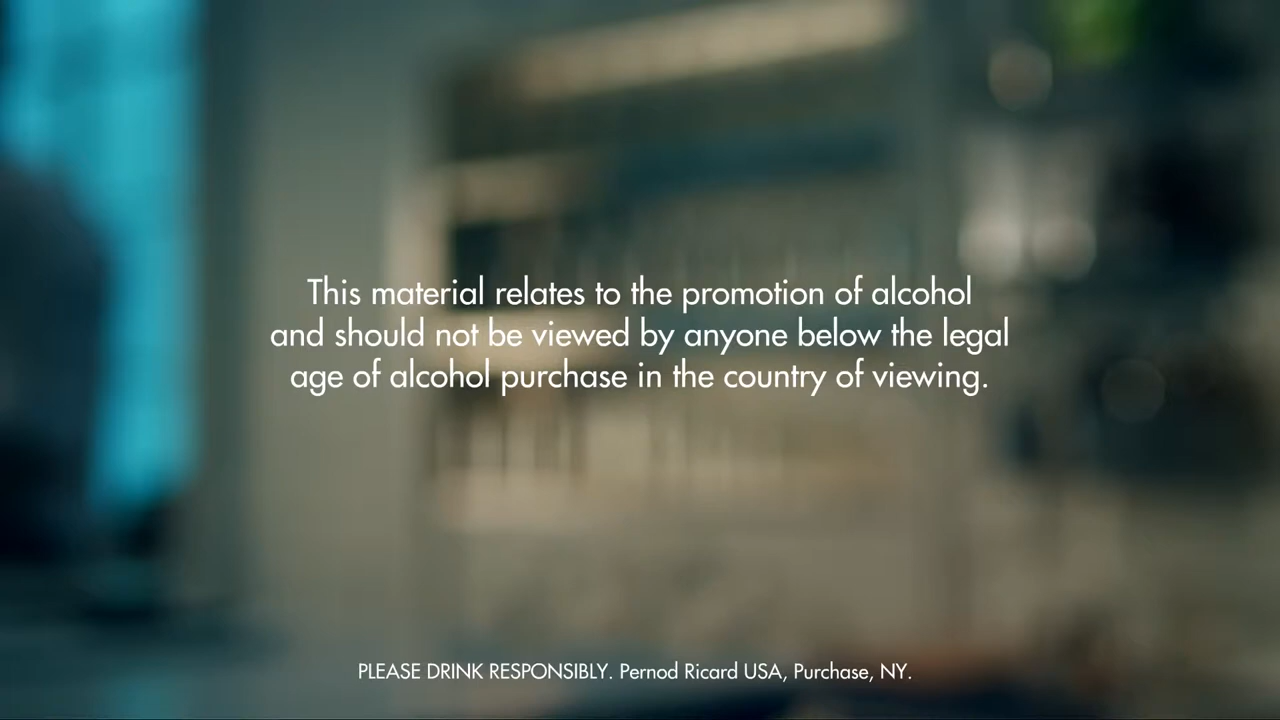 This material relates to the promotion of alcohol
and should not be viewed by anyone below the legal
age of alcohol purchase in the country of viewing.
PLEASE DRINK RESPONSIBLY. Pernod Ricard USA, Purchase, NY.